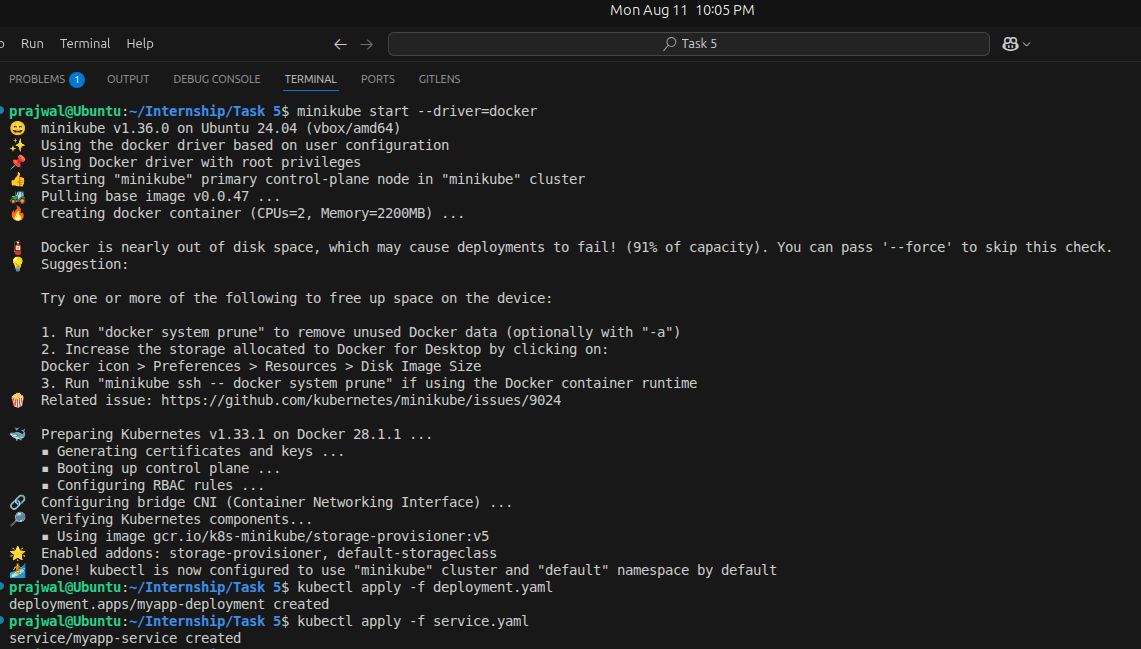 Mon Aug 11 10:05 PM
Run Terminal Help
Task 5
PROBLEMS 1 OUTPUT DEBUG CONSOLE TERMINAL PORTS GITLENS
prajwal@Ubuntu:~/Internship/Task 5$ minikube start --driver=docker
minikube v1.36.0 on Ubuntu 24.04 (vbox/amd64)
Using the docker driver based on user configuration
Using Docker driver with root privileges
Starting "minikube" primary control-plane node in "minikube" cluster
Pulling base image v0.0.47 ...
Creating docker container (CPUs=2, Memory=2200MB) ...
Docker is nearly out of disk space, which may cause deployments to fail! (91% of capacity). You can pass '--force' to skip this check.
Suggestion:
Try one or more of the following to free up space on the device:
1. Run "docker system prune" to remove unused Docker data (optionally with "-a")
2. Increase the storage allocated to Docker for Desktop by clicking on:
Docker icon > Preferences > Resources > Disk Image Size
3. Run "minikube ssh -- docker system prune" if using the Docker container runtime
Related issue: https://github.com/kubernetes/minikube/issues/9024
Preparing Kubernetes v1.33.1 on Docker 28.1.1 ...
▪ Generating certificates and keys ...
▪ Booting up control plane ...
▪ Configuring RBAC rules ...
Configuring bridge CNI (Container Networking Interface) ...
Verifying Kubernetes components...
▪ Using image gcr.io/k8s-minikube/storage-provisioner:v5
Enabled addons: storage-provisioner, default-storageclass
Done! kubectl is now configured to use "minikube" cluster and "default" namespace by default
prajwal@Ubuntu:~/Internship/Task 5$ kubectl apply -f deployment.yaml
deployment.apps/myapp-deployment created
prajwal@Ubuntu:~/Internship/Task 5$ kubectl apply -f service.yaml
service/myapp-service created